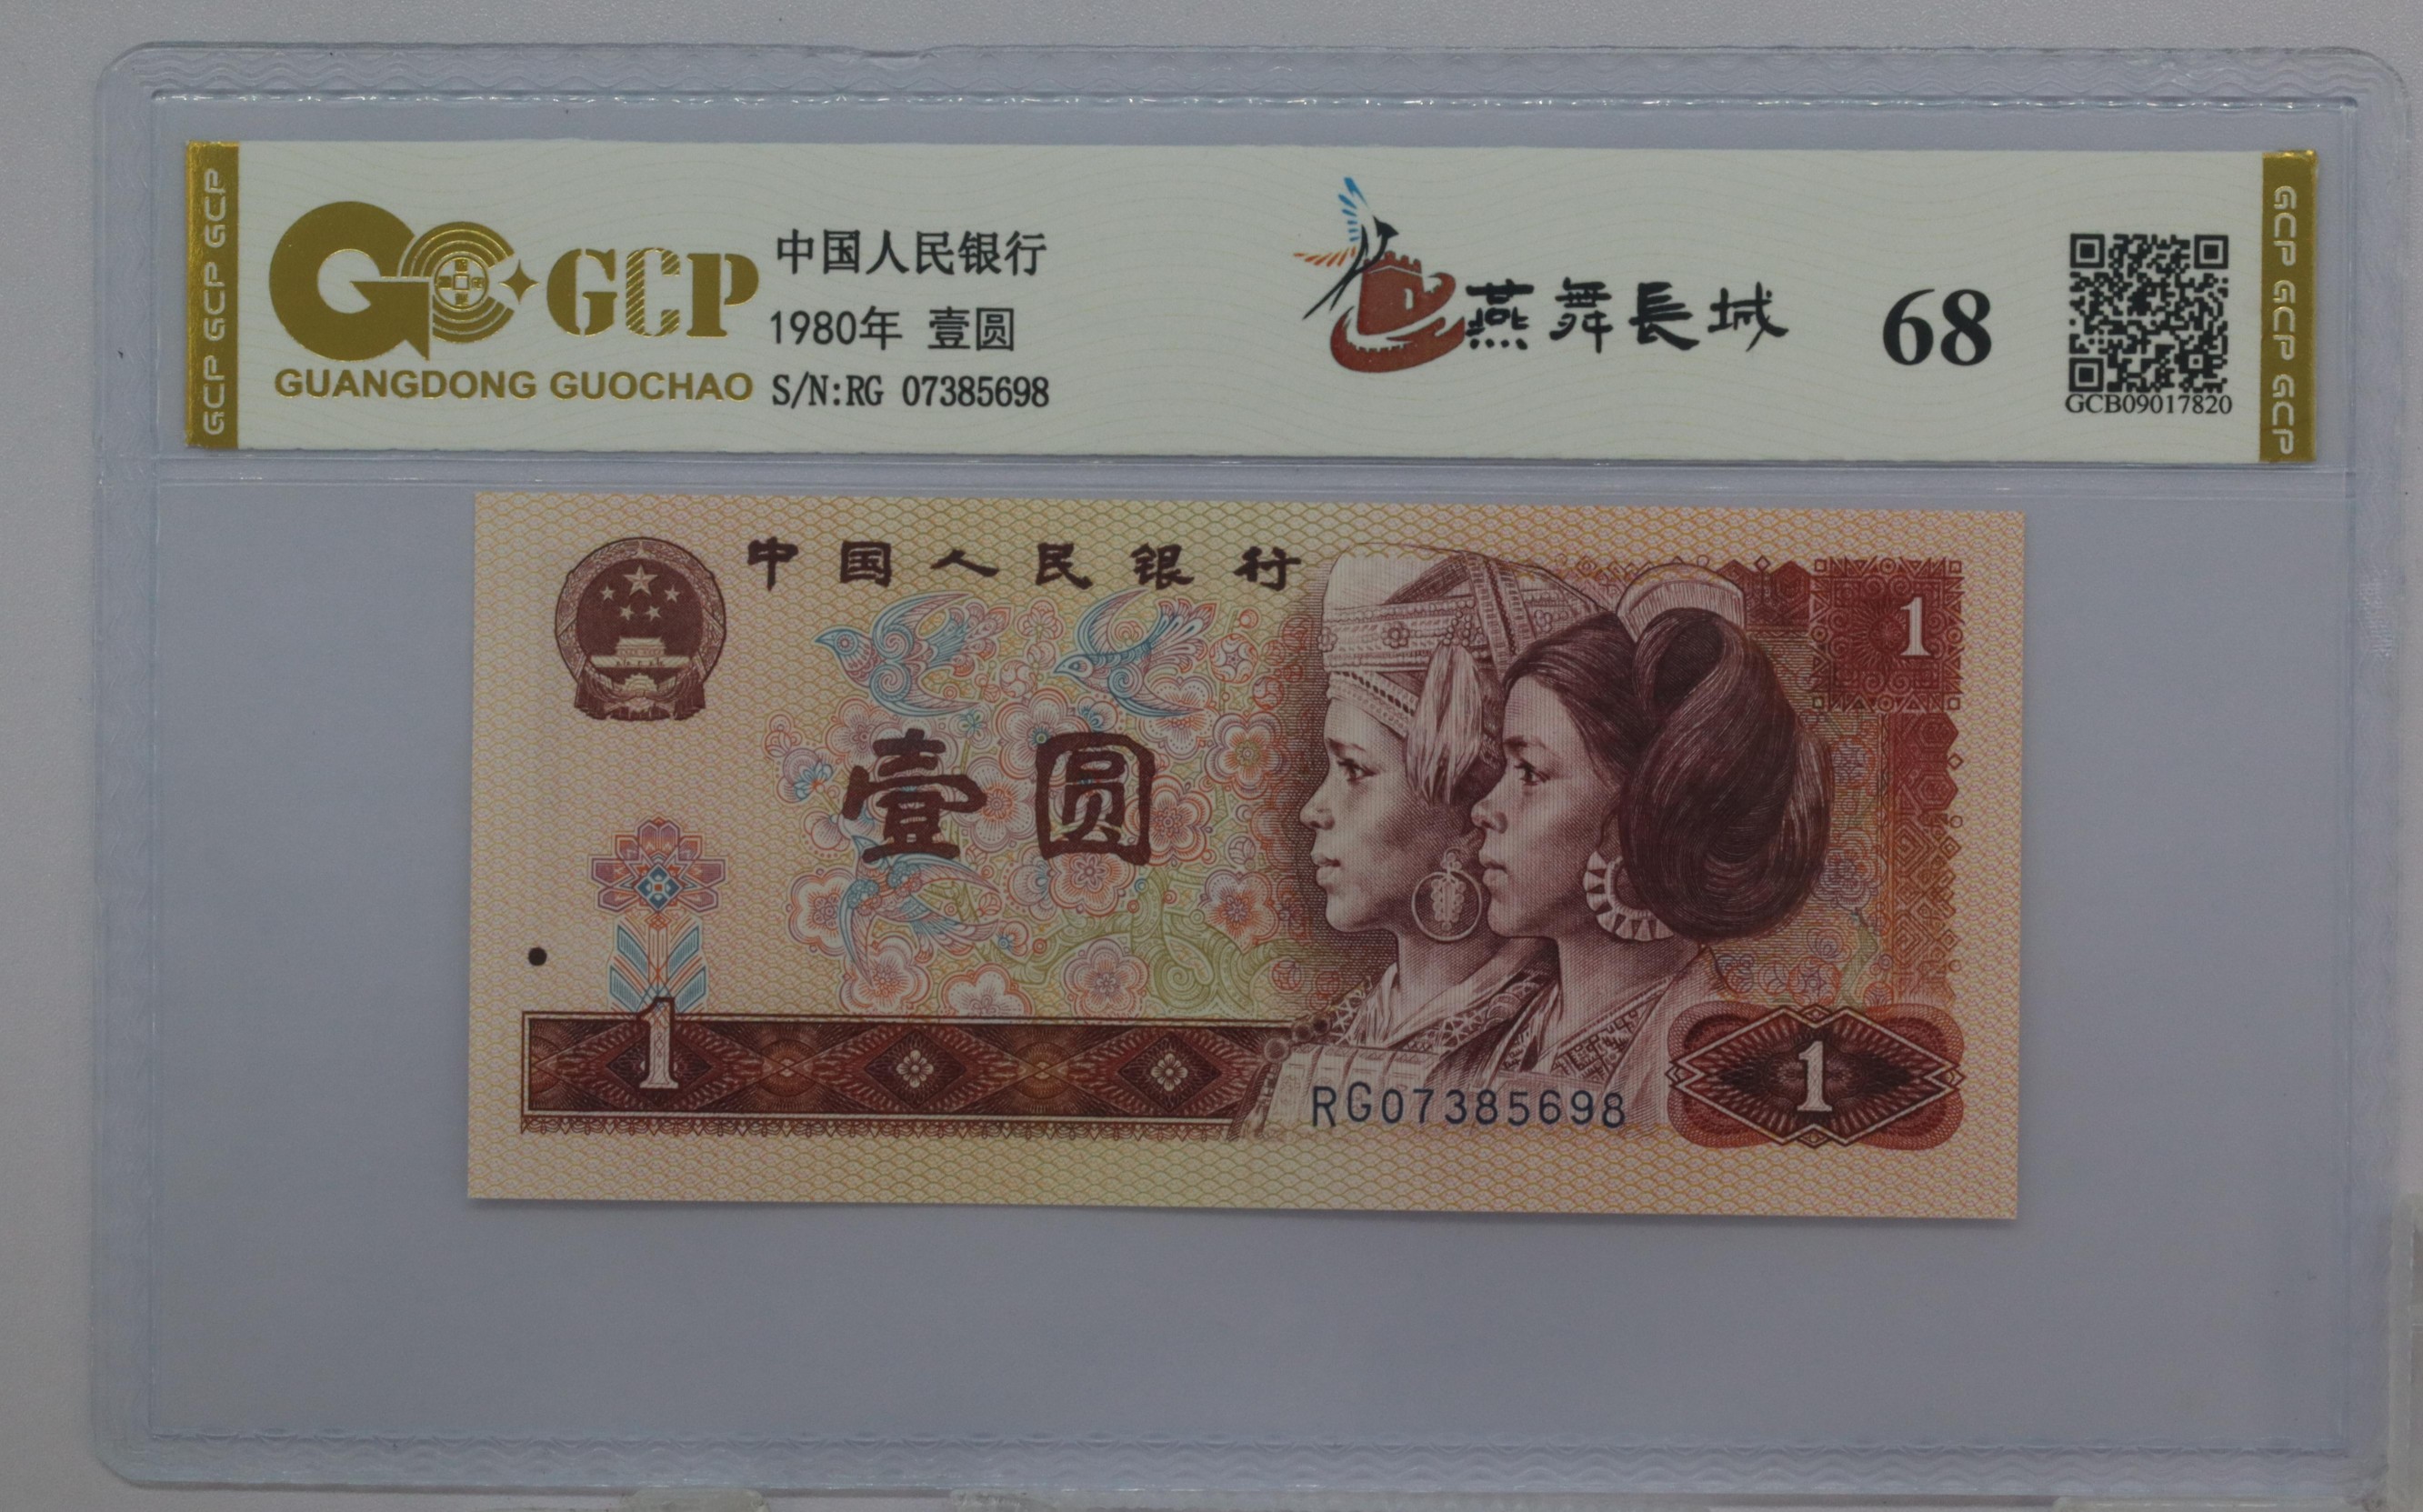 GCP GCP GCP
GCP
GUANGDONG GUOCHAO
中国人民银行
1980年 壹圆
S/N:RG 07385698
燕舞長城
68
GCB09017820
GCP GCP GCP
中国人民银行
1
壹圆
1
RG07385698
1